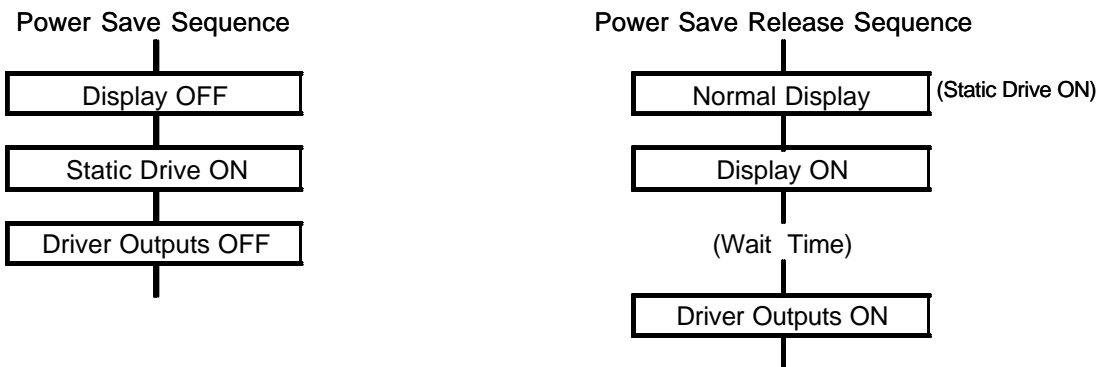 Power Save Sequence
Display OFF
Static Drive ON
Driver Outputs OFF
Power Save Release Sequence
Normal Display
(Static Drive ON)
Display ON
(Wait Time)
Driver Outputs ON